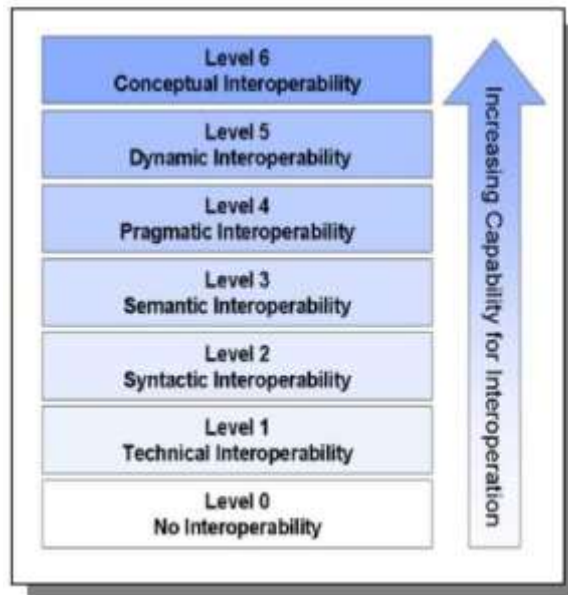 Level 6
Conceptual Interoperability
Level 5
Dynamic Interoperability
Level 4
Pragmatic Interoperability
Level 3
Semantic Interoperability
Level 2
Syntactic Interoperability
Level 1
Technical Interoperability
Level 0
No Interoperability
Increasing Capability for Interoperation